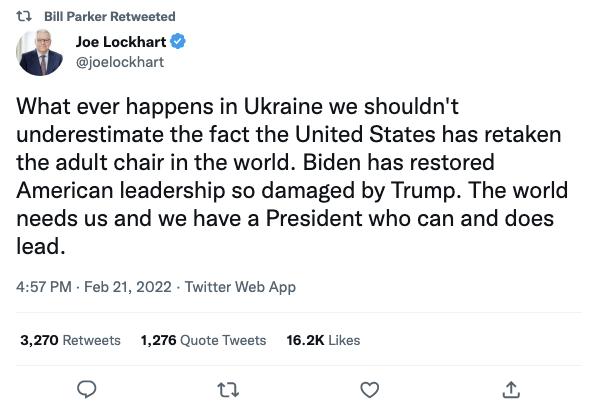 Bill Parker Retweeted
Joe Lockhart
@joelockhart
What ever happens in Ukraine we shouldn't
underestimate the fact the United States has retaken
the adult chair in the world. Biden has restored
American leadership so damaged by Trump. The world
needs us and we have a President who can and does
lead.
4:57 PM · Feb 21, 2022 · Twitter Web App
3,270 Retweets 1,276 Quote Tweets 16.2K Likes